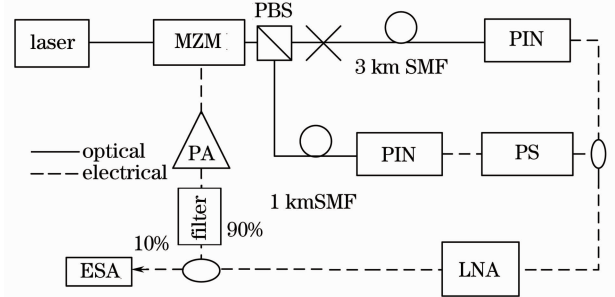 PBS
laser
MZM
PIN
3 km SMF
optical
electrical
PA
PIN
PS
1 kmSMF
filter
90%
10%
ESA
LNA